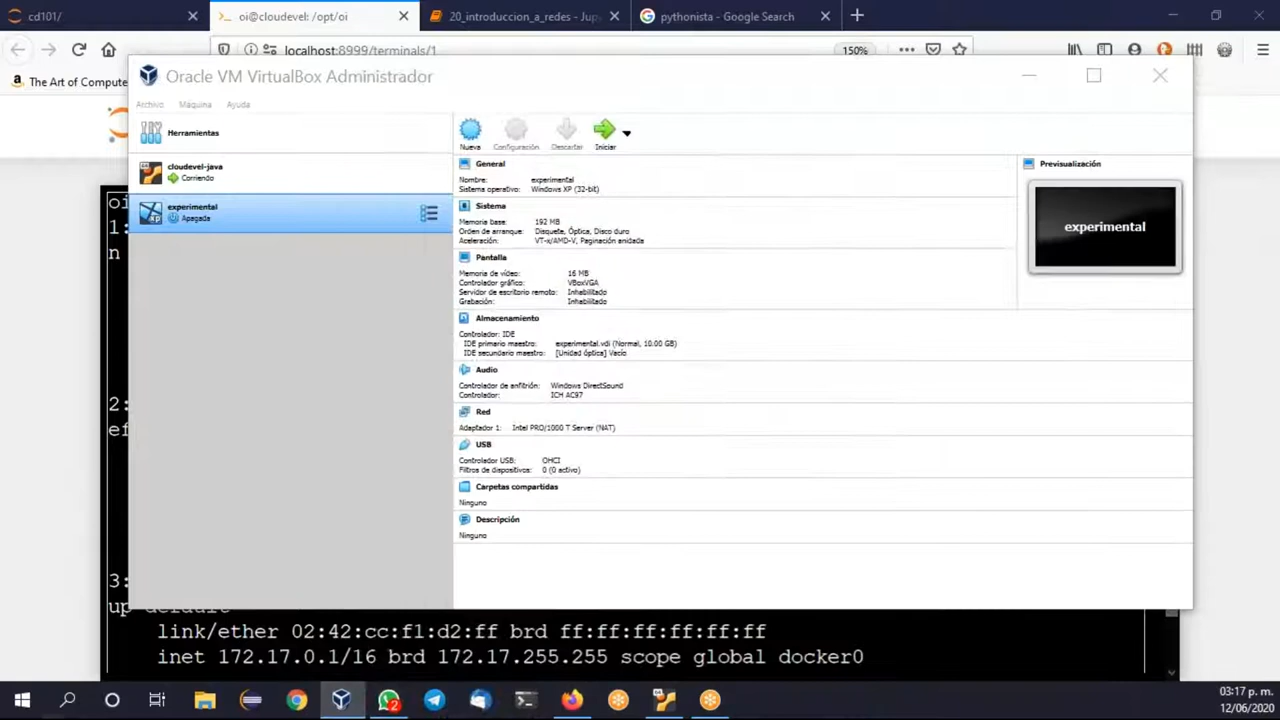 cd101/
oi@cloudevel: /opt/oi
20_introduccion_a_redes - Jup
pythonista - Google Search
localhost:8999/terminals/1
150%
The Art of Compute
Oracle VM VirtualBox Administrador
Archivo Máquina Ayuda
Herramientas
cloudevel-java
Corriendo
experimental
Apagada
Nueva Configuración Descartar Iniciar
General
Nombre: experimental
Sistema operativo: Windows XP (32-bit)
Sistema
Memoria base: 192 MB
Orden de arranque: Disquete, Óptica, Disco duro
Aceleración: VT-x/AMD-V, Paginación anidada
Pantalla
Memoria de vídeo: 16 MB
Controlador gráfico: VBoxVGA
Servidor de escritorio remoto: Inhabilitado
Grabación: Inhabilitado
Almacenamiento
Controlador: IDE
IDE primario maestro: experimental.vdi (Normal, 10.00 GB)
IDE secundario maestro: [Unidad óptica] Vacío
Audio
Controlador de anfitrión: Windows DirectSound
Controlador: ICH AC97
Red
Adaptador 1: Intel PRO/1000 T Server (NAT)
USB
Controlador USB: OHCI
Filtros de dispositivos: 0 (0 activo)
Carpetas compartidas
Ninguno
Descripción
Ninguno
Previsualización
experimental
oi
1:
n
2:
ef
3:
up default
link/ether 02:42:cc:f1:d2:ff brd ff:ff:ff:ff:ff:ff
inet 172.17.0.1/16 brd 172.17.255.255 scope global docker0
2
03:17 p. m.
12/06/2020